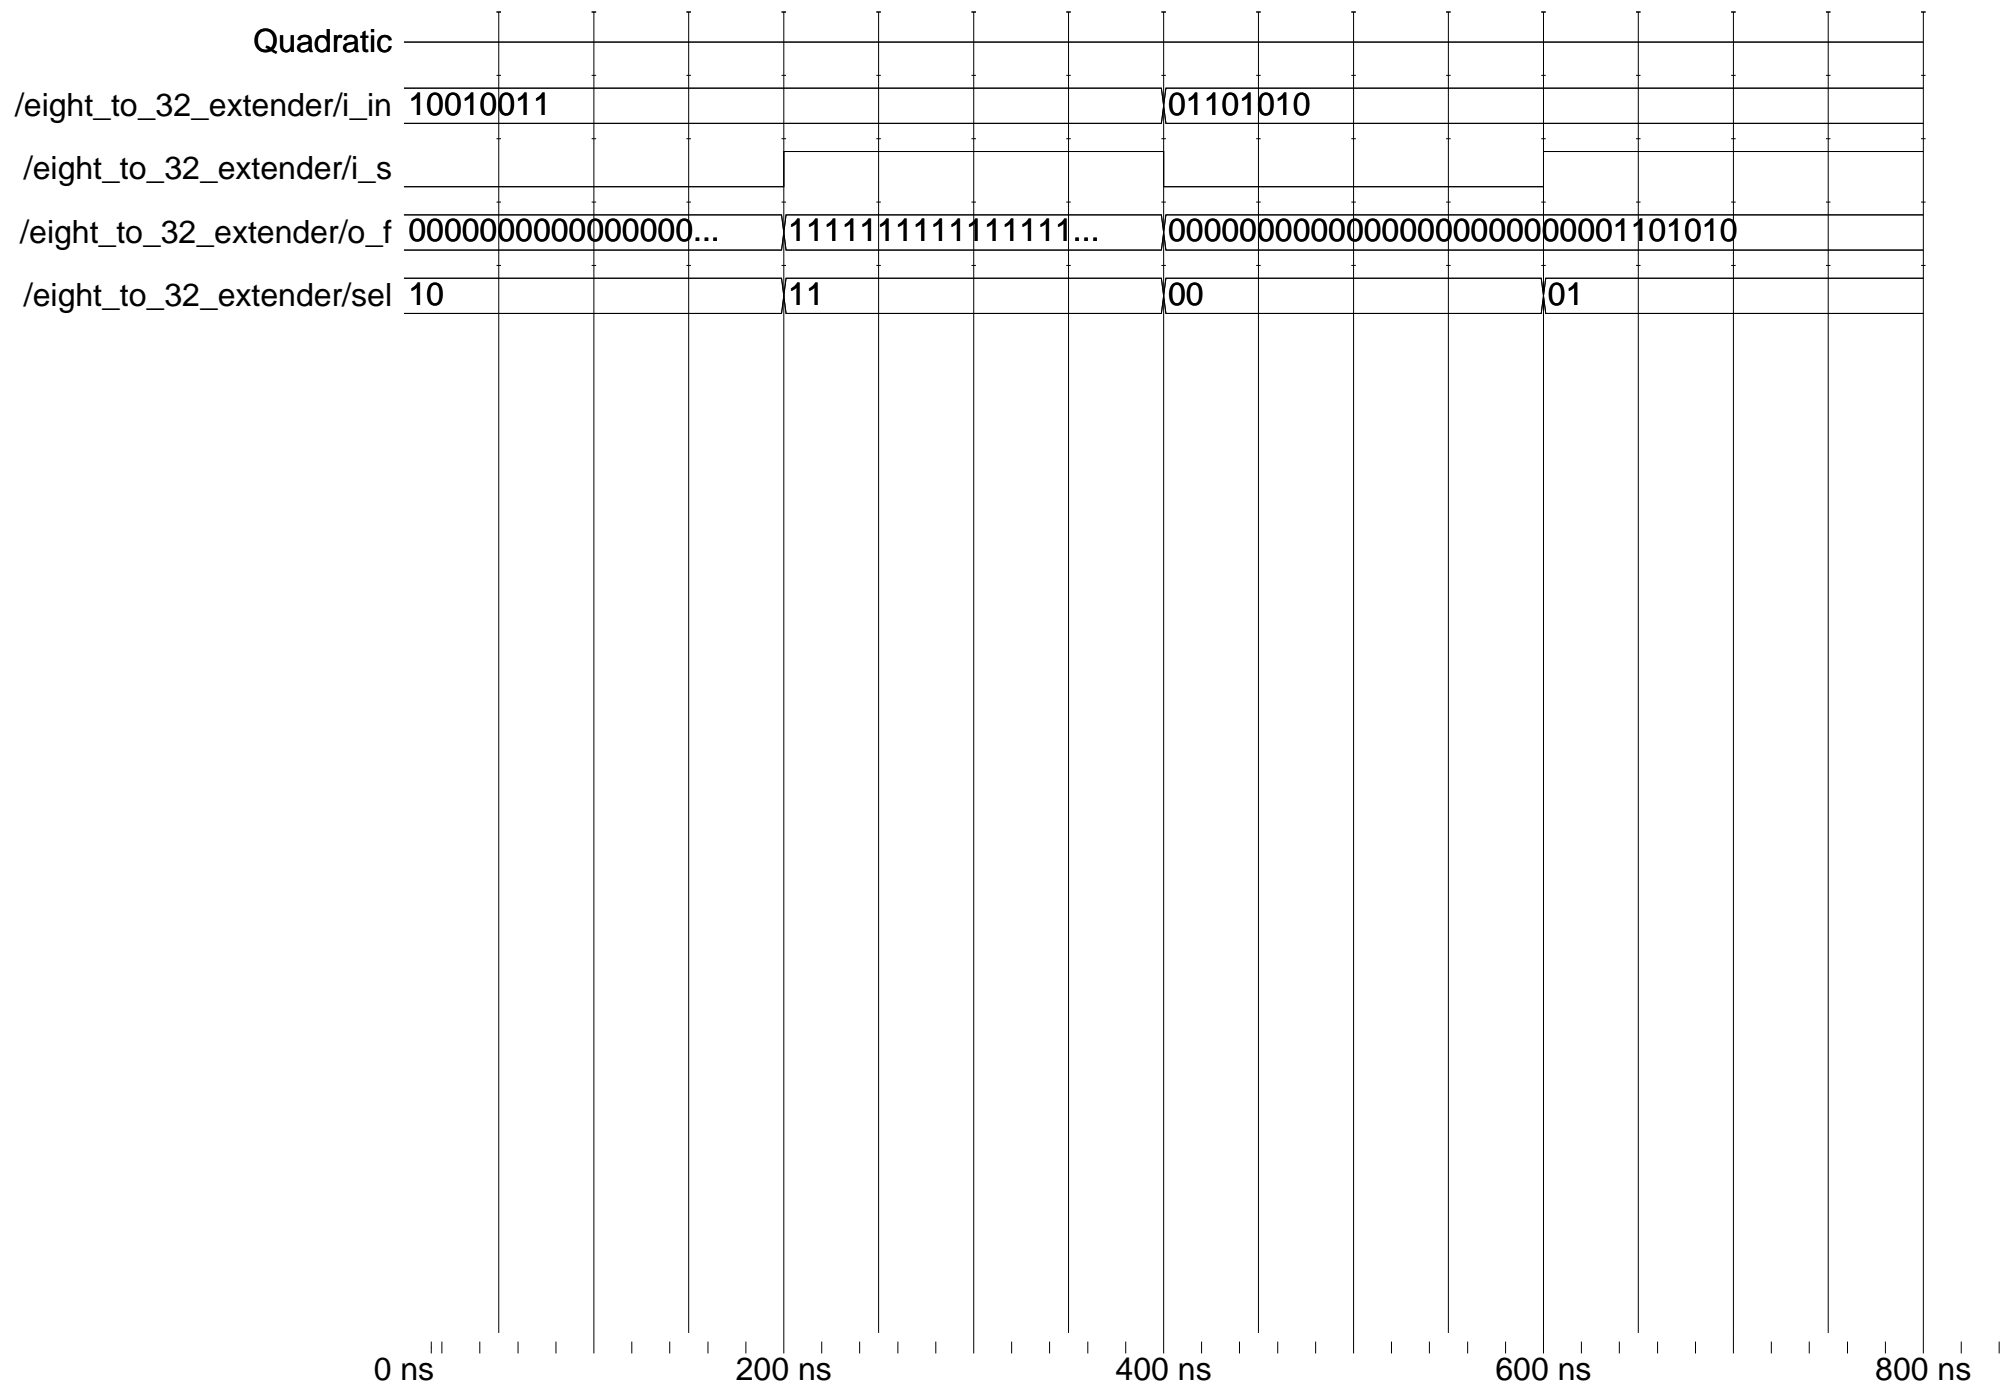 Quadratic
/eight_to_32_extender/i_in 10010011 01101010
/eight_to_32_extender/i_s
/eight_to_32_extender/o_f 0000000000000000... 1111111111111111... 00000000000000000000000001101010
/eight_to_32_extender/sel 10 11 00 01
0 ns 200 ns 400 ns 600 ns 800 ns